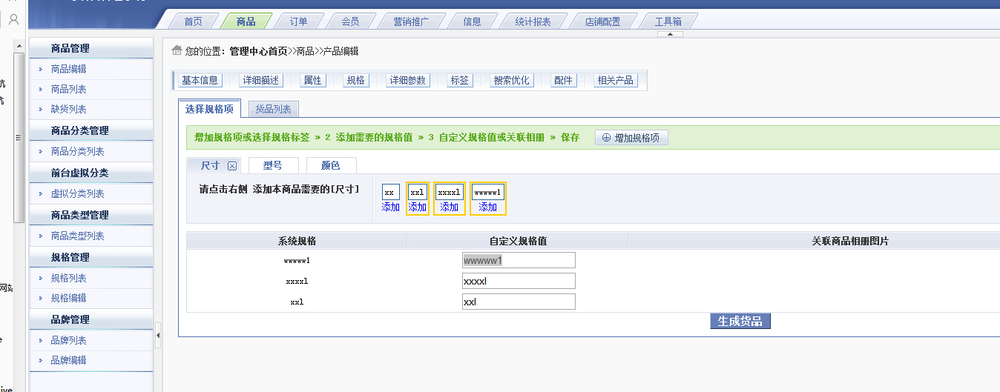 首页 商品 订单 会员 营销推广 信息 统计报表 店铺配置 工具箱
商品管理
商品编辑
商品列表
缺货列表
商品分类管理
商品分类列表
前台虚拟分类
虚拟分类列表
商品类型管理
商品类型列表
规格管理
规格列表
规格编辑
品牌管理
品牌列表
品牌编辑
您的位置：管理中心首页>>商品>>产品编辑
基本信息 详细描述 属性 规格 详细参数 标签 搜索优化 配件 相关产品
选择规格项 货品列表
增加规格项或选择规格标签 » 2 添加需要的规格值 » 3 自定义规格值或关联相册 » 保存 增加规格项
尺寸 型号 颜色
请点击右侧 添加本商品需要的[尺寸]
xx xxl xxxxl wwwww1
添加 添加 添加 添加
系统规格 自定义规格值 关联商品相册图片
wwwww1 wwwww1
xxxxl xxxxl
xxl xxl
生成货品